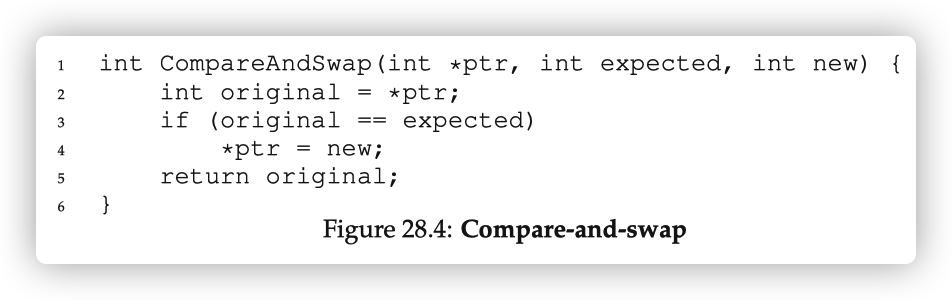 1 int CompareAndSwap(int *ptr, int expected, int new) {
2 int original = *ptr;
3 if (original == expected)
4 *ptr = new;
5 return original;
6 }
Figure 28.4: Compare-and-swap